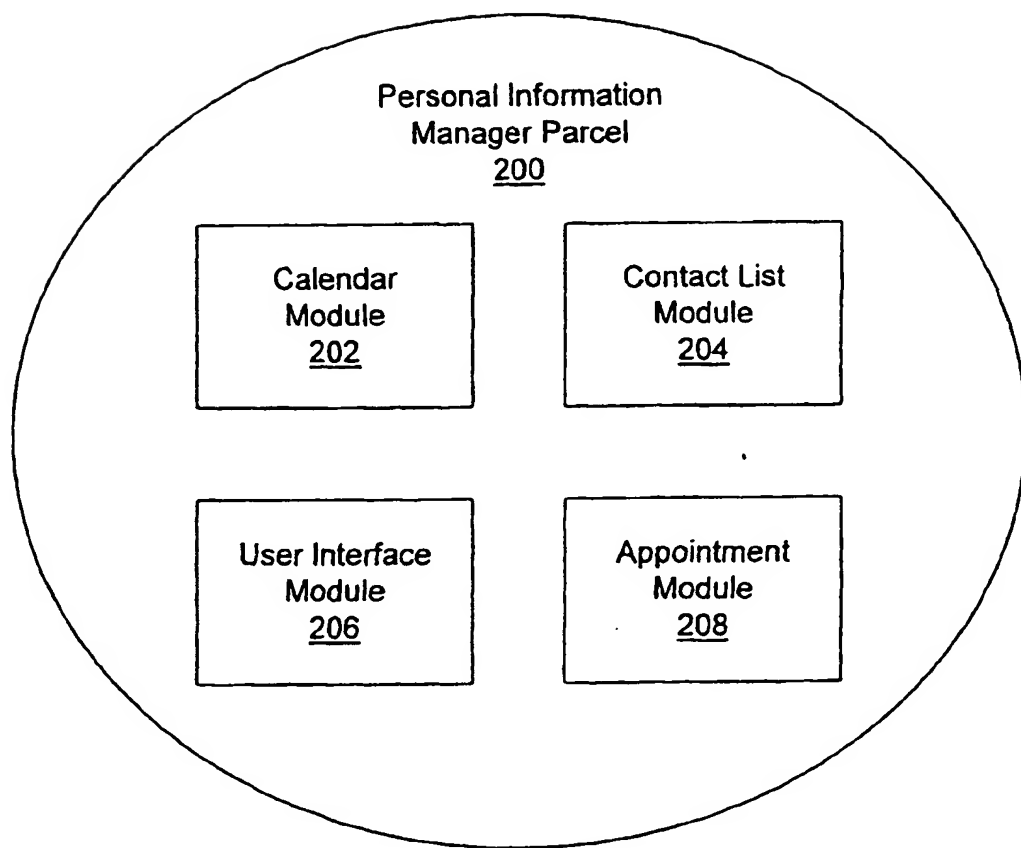 Personal Information
Manager Parcel
200
Calendar
Module
202
Contact List
Module
204
User Interface
Module
206
Appointment
Module
208